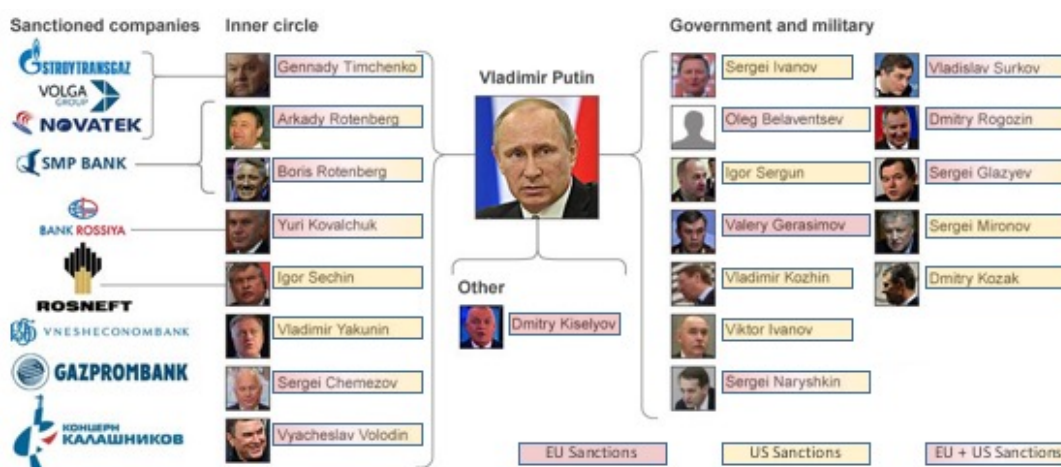 Sanctioned companies
Inner circle
Government and military
STROYTRANSGAZ
VOLGA
GROUP
NOVATEK
SMP BANK
BANK ROSSIYA
ROSNEFT
VNESHECONOMBANK
GAZPROMBANK
КОНЦЕРН
КАЛАШНИКОВ
Gennady Timchenko
Arkady Rotenberg
Boris Rotenberg
Yuri Kovalchuk
Igor Sechin
Vladimir Yakunin
Sergei Chemezov
Vyacheslav Volodin
Vladimir Putin
Other
Dmitry Kiselyov
Sergei Ivanov
Oleg Belaventsev
Igor Sergun
Valery Gerasimov
Vladimir Kozhin
Viktor Ivanov
Sergei Naryshkin
Vladislav Surkov
Dmitry Rogozin
Sergei Glazyev
Sergei Mironov
Dmitry Kozak
EU Sanctions
US Sanctions
EU + US Sanctions